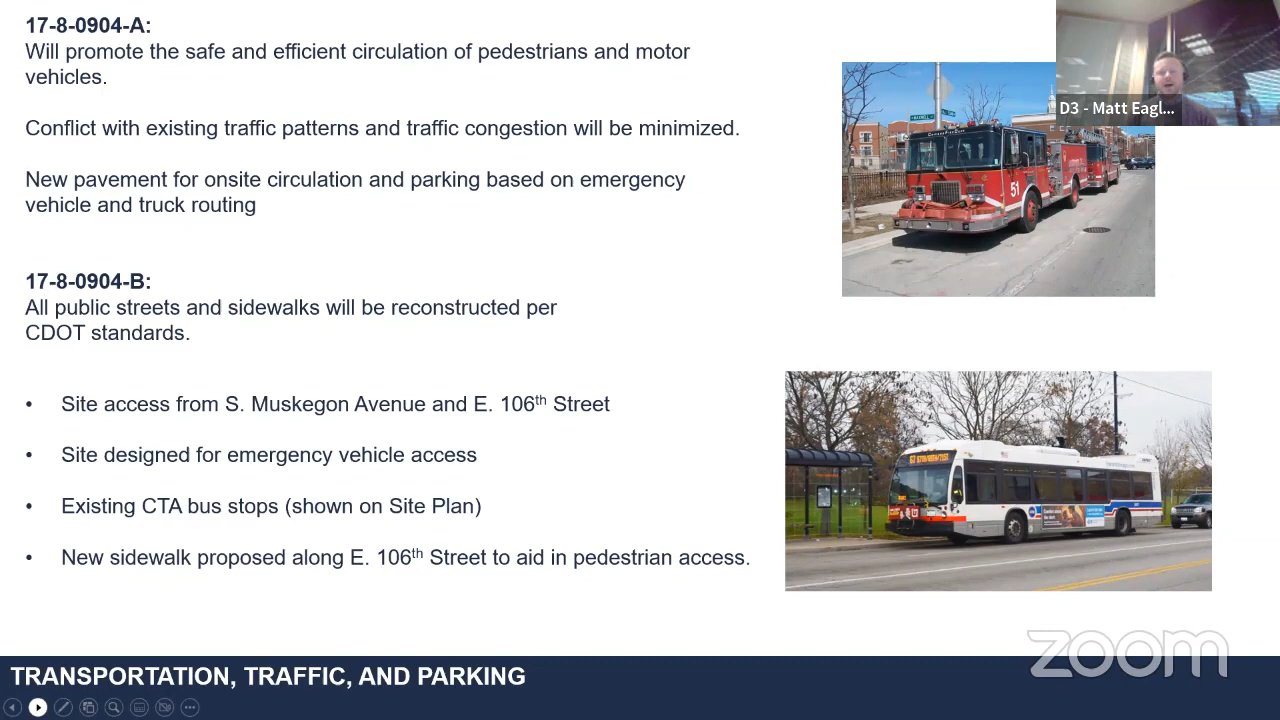 17-8-0904-A:
Will promote the safe and efficient circulation of pedestrians and motor
vehicles.
Conflict with existing traffic patterns and traffic congestion will be minimized.
New pavement for onsite circulation and parking based on emergency
vehicle and truck routing
D3 - Matt Eagl...
51
17-8-0904-B:
All public streets and sidewalks will be reconstructed per
CDOT standards.
• Site access from S. Muskegon Avenue and E. 106th Street
• Site designed for emergency vehicle access
• Existing CTA bus stops (shown on Site Plan)
• New sidewalk proposed along E. 106th Street to aid in pedestrian access.
zoom
TRANSPORTATION, TRAFFIC, AND PARKING